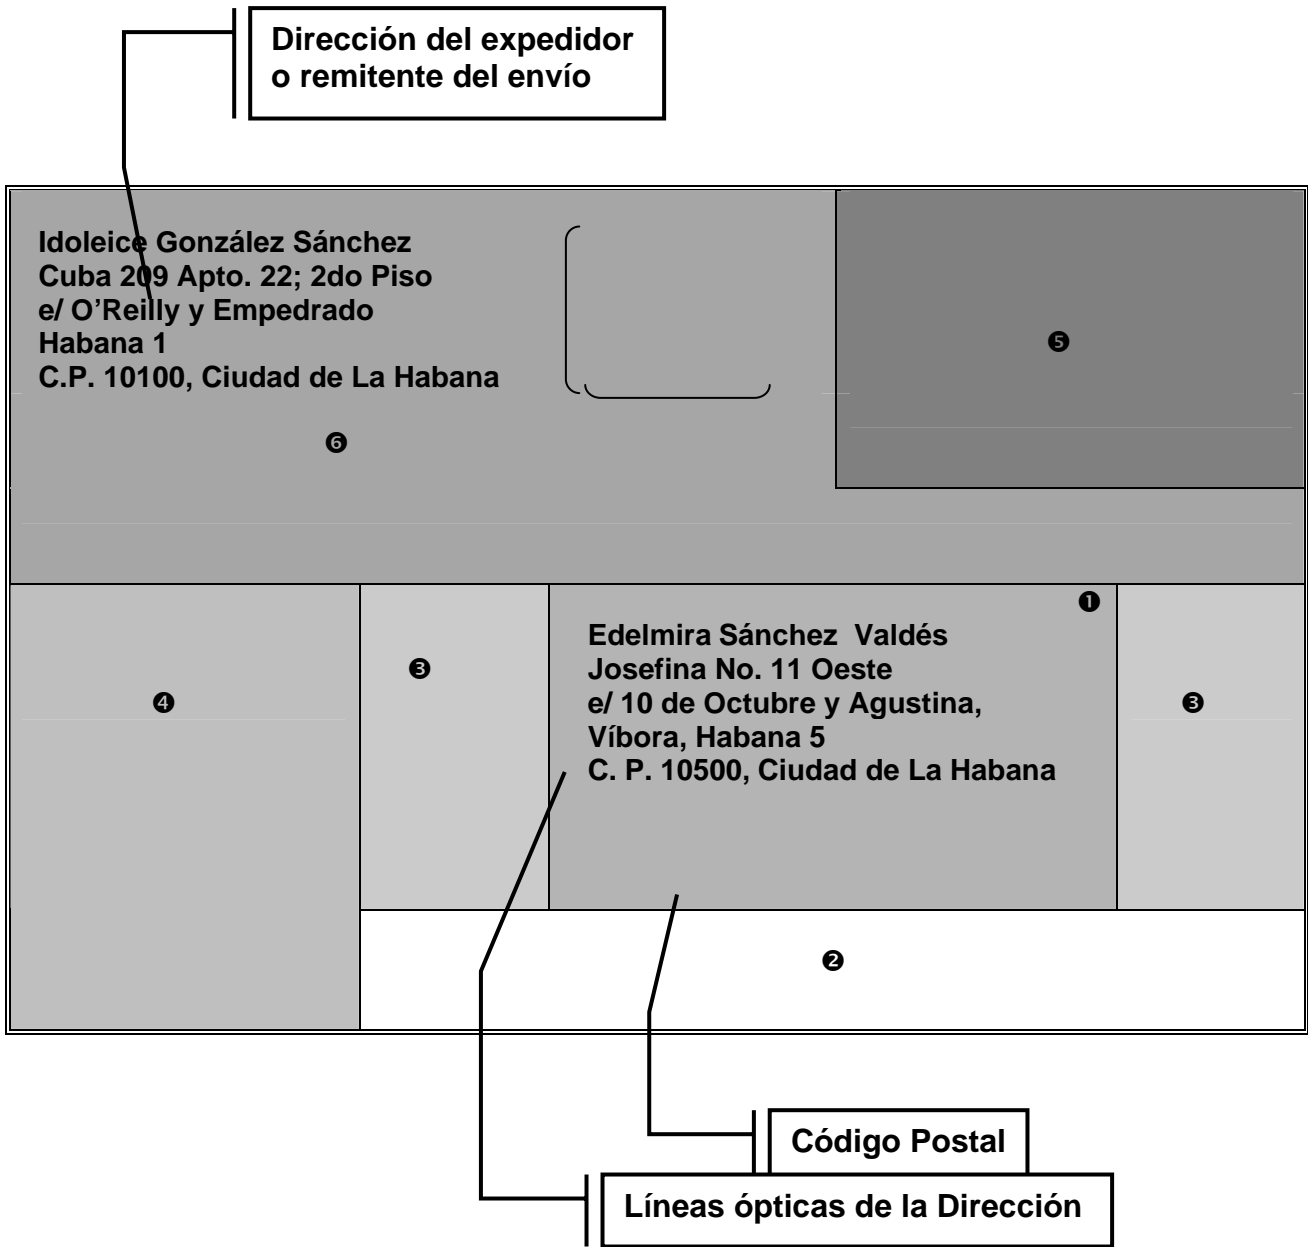 Dirección del expedidor
o remitente del envío
Idoleice González Sánchez
Cuba 209 Apto. 22; 2do Piso
e/ O’Reilly y Empedrado
Habana 1
C.P. 10100, Ciudad de La Habana
❺
❻
❶
Edelmira Sánchez  Valdés
Josefina No. 11 Oeste
e/ 10 de Octubre y Agustina,
Víbora, Habana 5
C. P. 10500, Ciudad de La Habana
❸
❹
❸
❷
Código Postal
Líneas ópticas de la Dirección